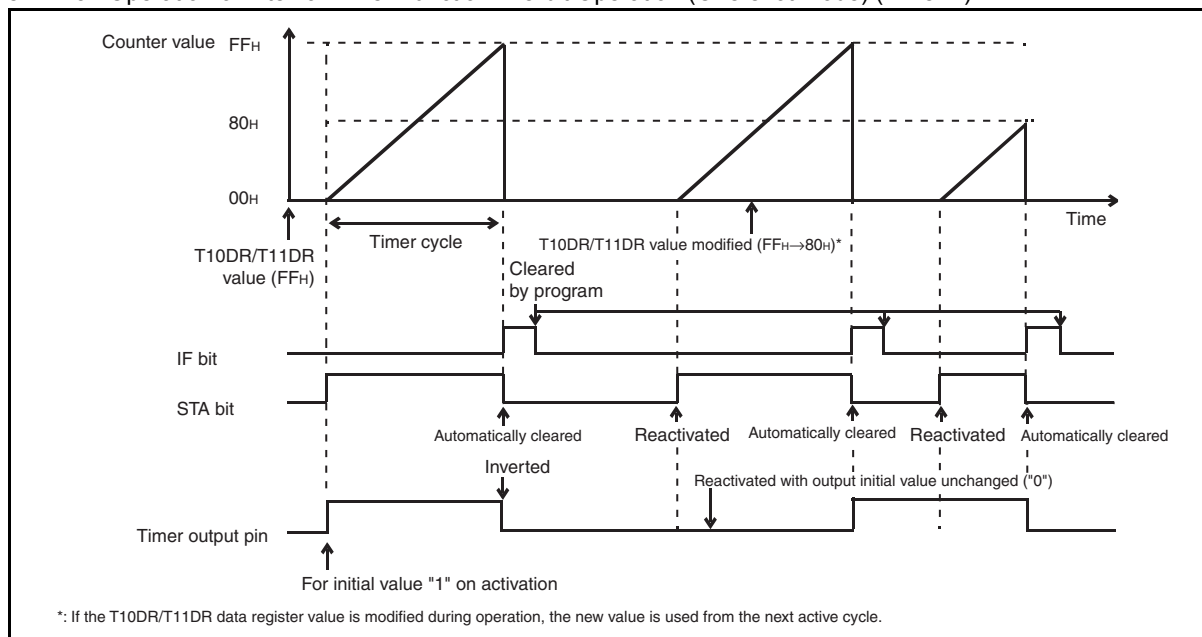 Counter value FFH
80H
00H
Time
Timer cycle
T10DR/T11DR value modified (FFH→80H)*
T10DR/T11DR
value (FFH)
Cleared
by program
IF bit
STA bit
Automatically cleared
Reactivated
Automatically cleared
Reactivated
Automatically cleared
Inverted
Reactivated with output initial value unchanged ("0")
Timer output pin
For initial value "1" on activation
*: If the T10DR/T11DR data register value is modified during operation, the new value is used from the next active cycle.